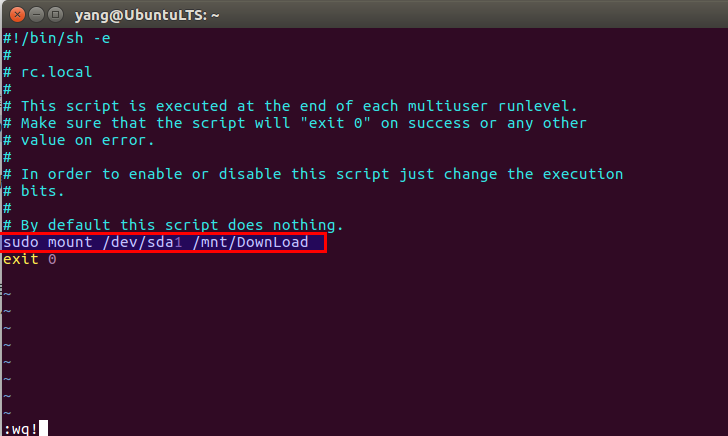 yang@UbuntuLTS: ~
#!/bin/sh -e
#
# rc.local
#
# This script is executed at the end of each multiuser runlevel.
# Make sure that the script will "exit 0" on success or any other
# value on error.
#
# In order to enable or disable this script just change the execution
# bits.
#
# By default this script does nothing.
sudo mount /dev/sda1 /mnt/DownLoad
exit 0
~
~
~
~
~
~
~
~
:wq!